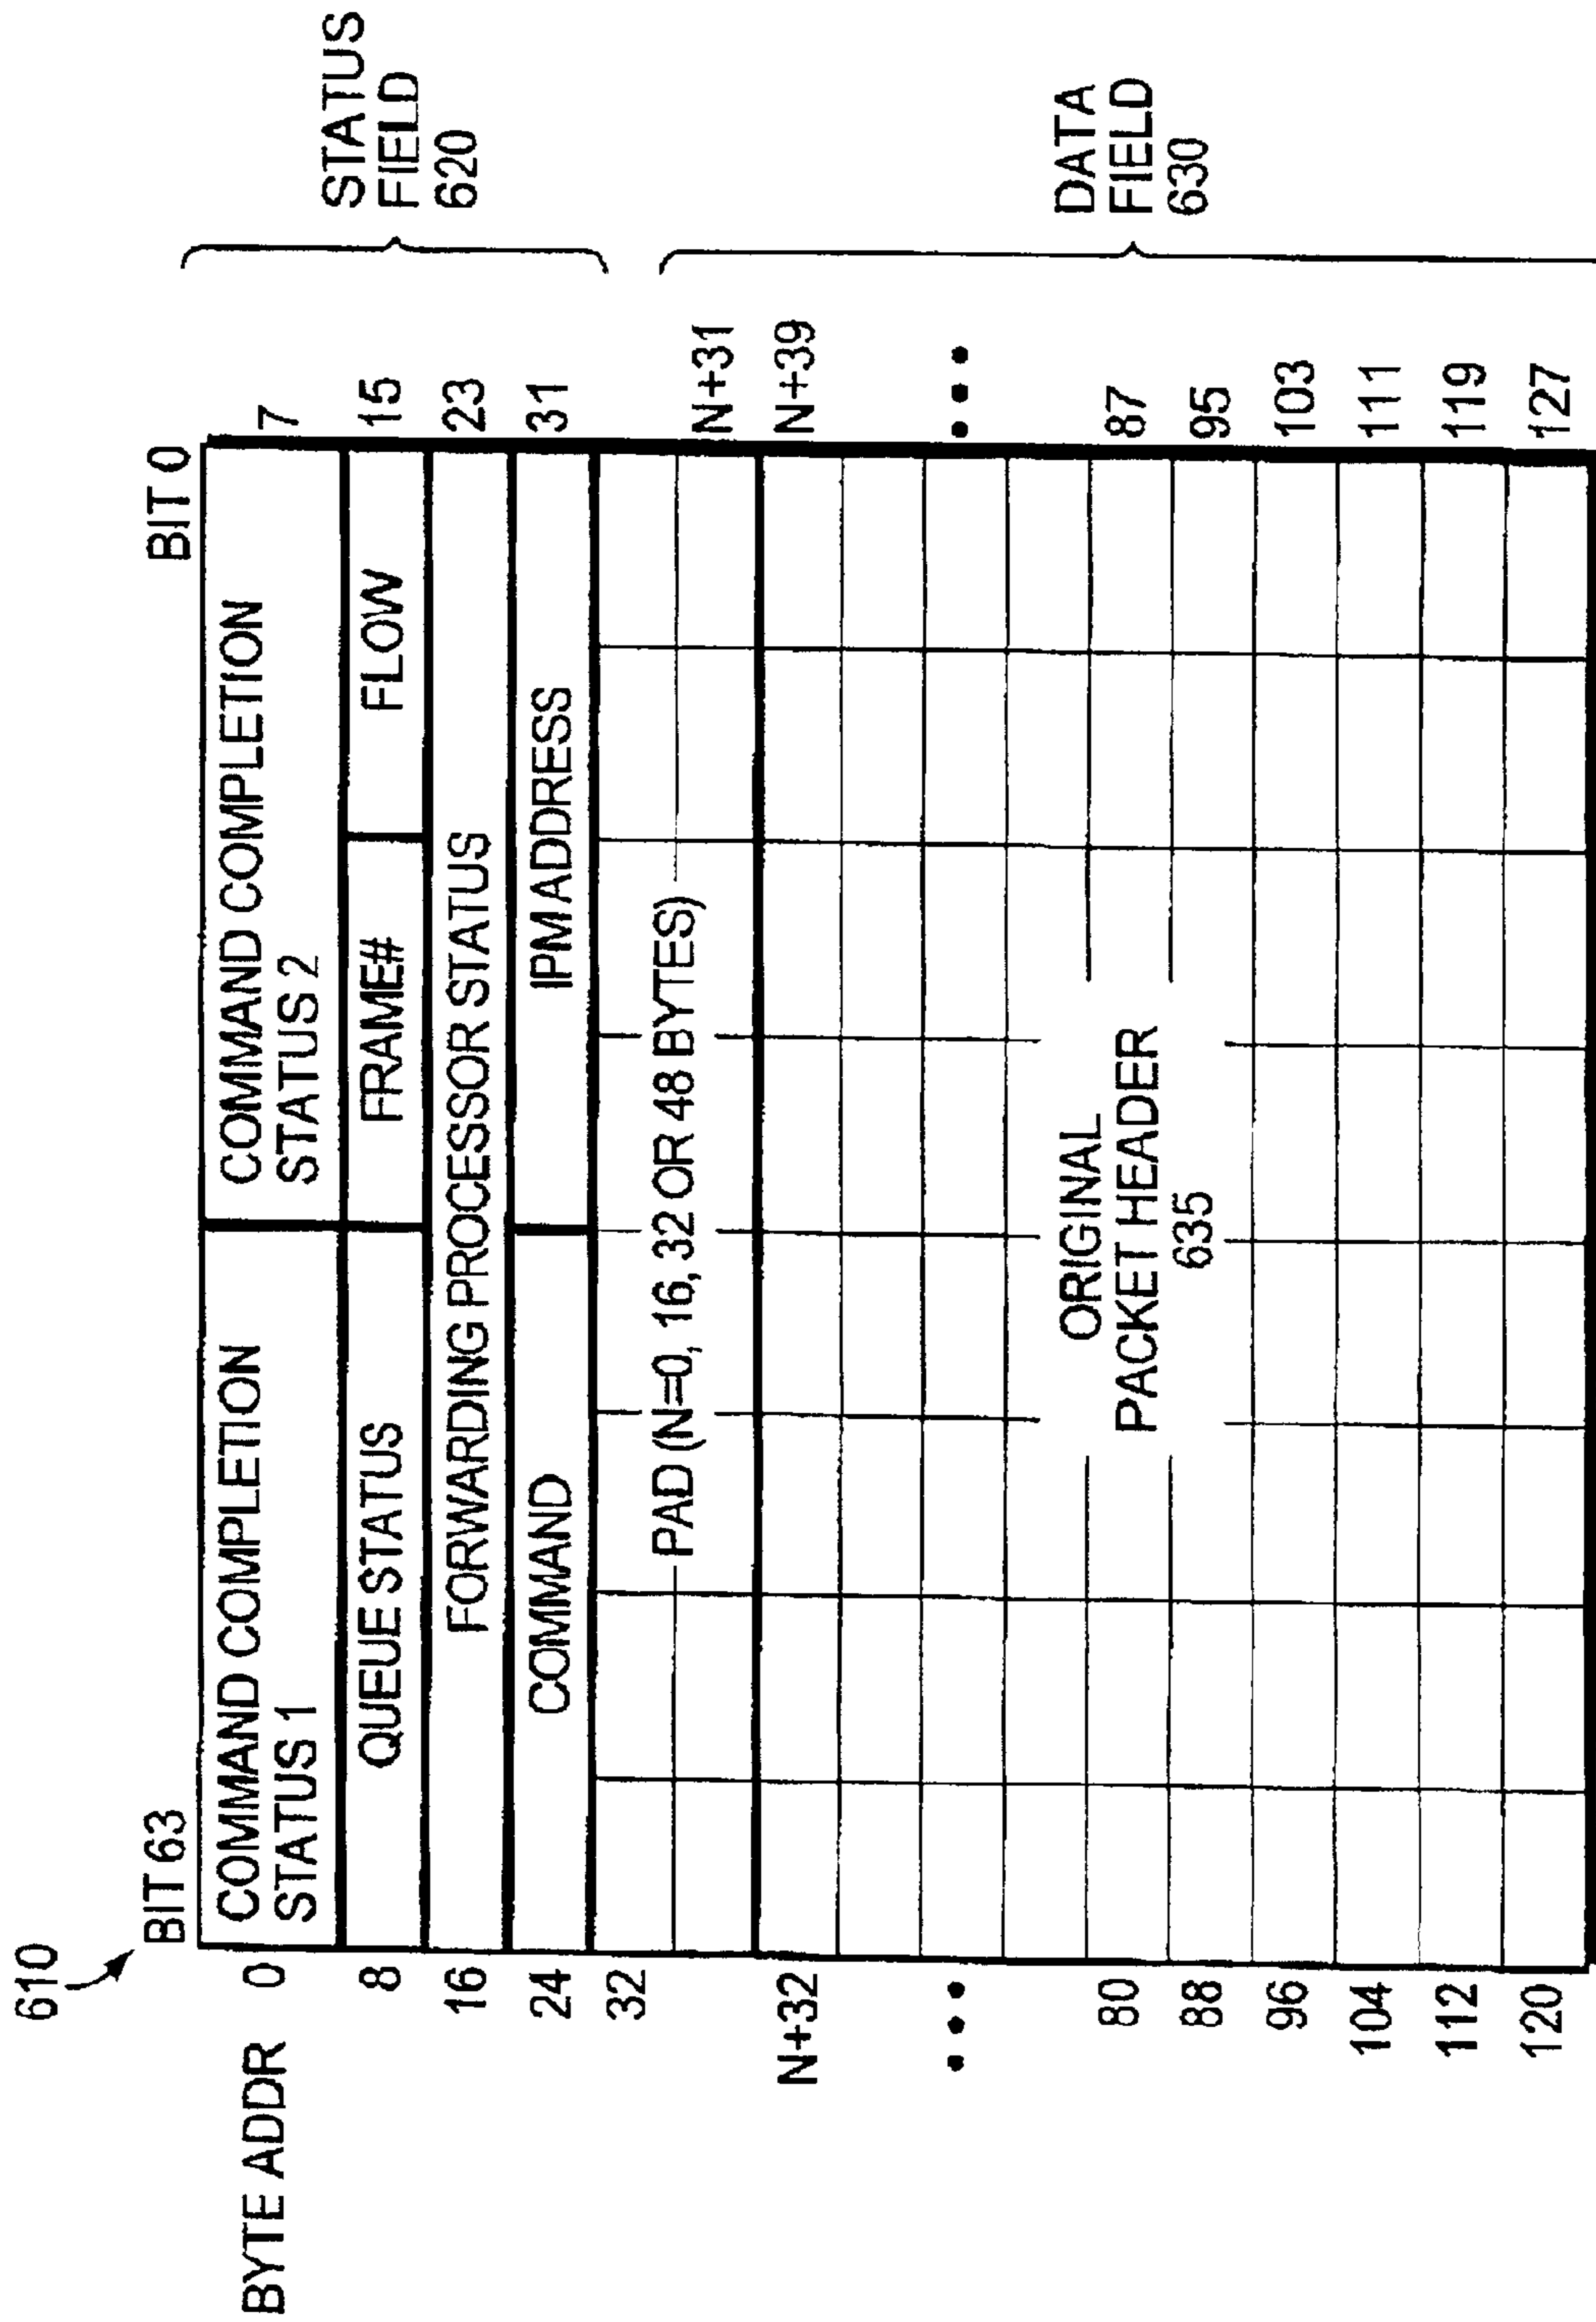 610
BIT 63
BIT 0
BYTE ADDR
0
COMMAND COMPLETION
STATUS 1
COMMAND COMPLETION
STATUS 2
7
8
QUEUE STATUS
FRAME#
FLOW
15
16
FORWARDING PROCESSOR STATUS
23
24
COMMAND
IPM ADDRESS
31
STATUS
FIELD
620
32
PAD (N=0, 16, 32 OR 48 BYTES)
N+31
N+32
N+39
•••
•••
ORIGINAL
PACKET HEADER
635
80
87
88
95
96
103
104
111
112
119
120
127
DATA
FIELD
630